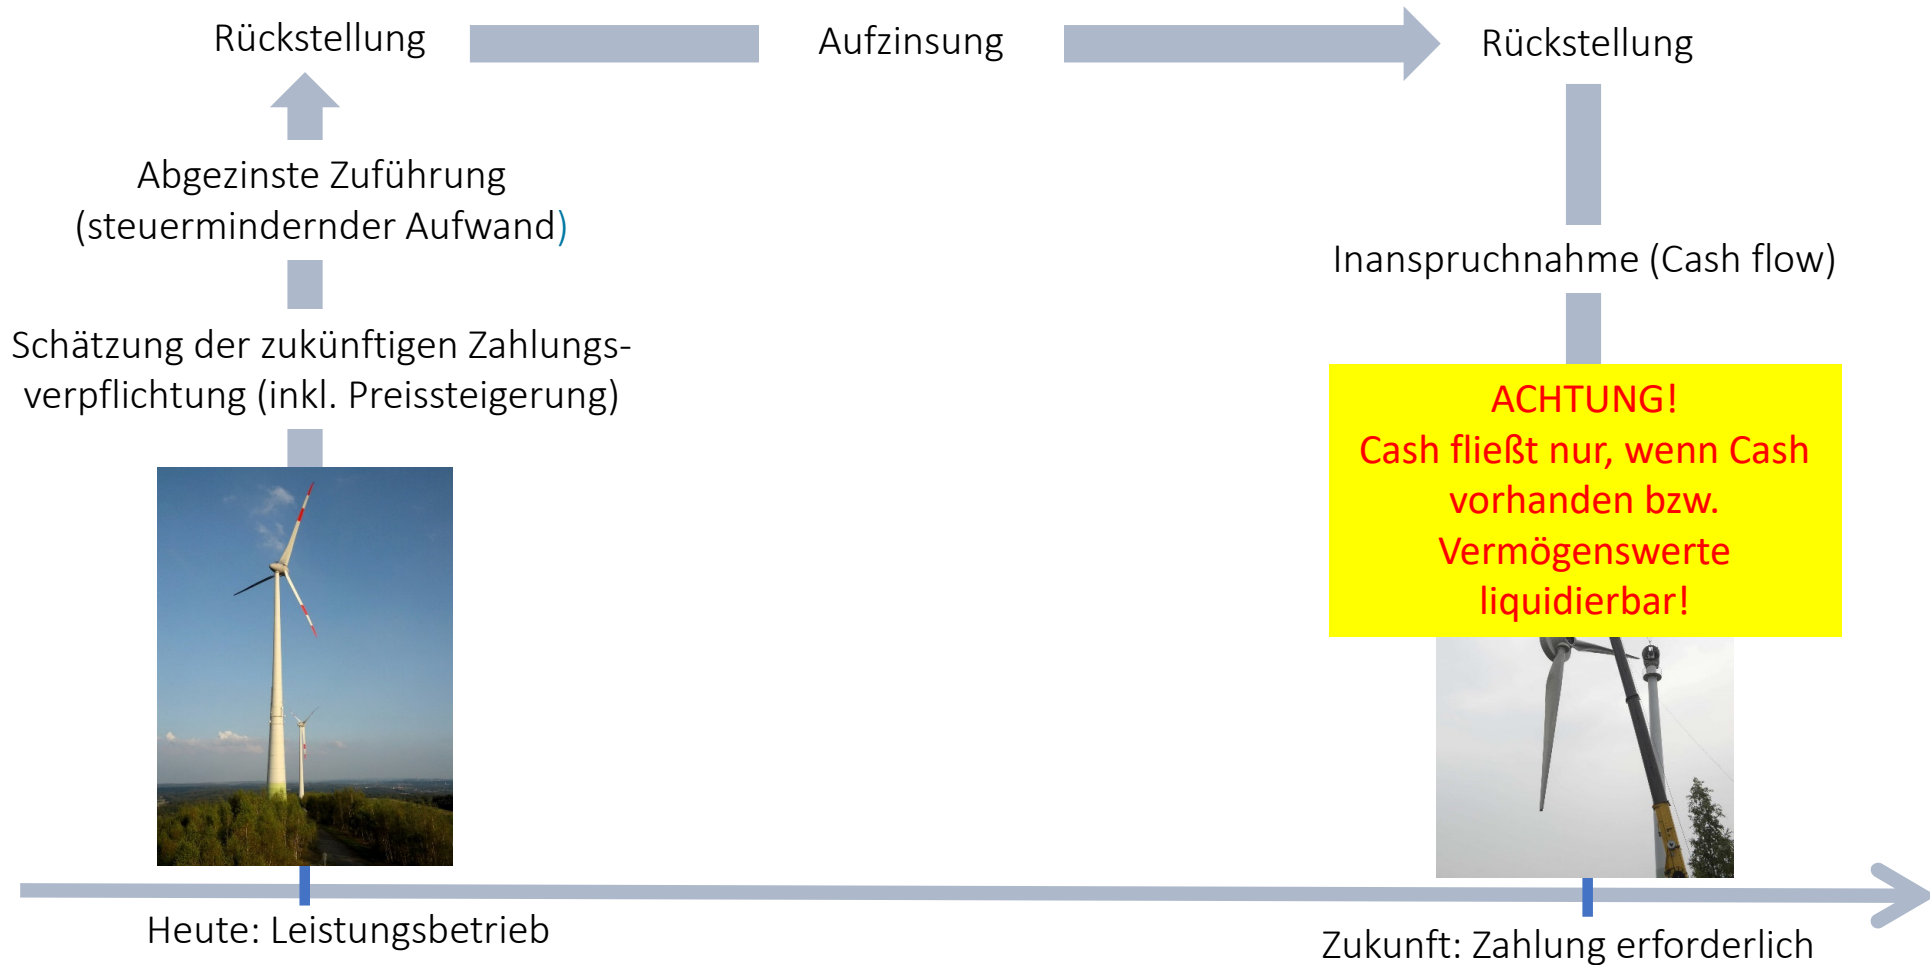 Rückstellung
Aufzinsung
Rückstellung
Abgezinste Zuführung
(steuermindernder Aufwand)
Schätzung der zukünftigen Zahlungs-
verpflichtung (inkl. Preissteigerung)
Inanspruchnahme (Cash flow)
ACHTUNG!
Cash fließt nur, wenn Cash
vorhanden bzw.
Vermögenswerte
liquidierbar!
Heute: Leistungsbetrieb
Zukunft: Zahlung erforderlich